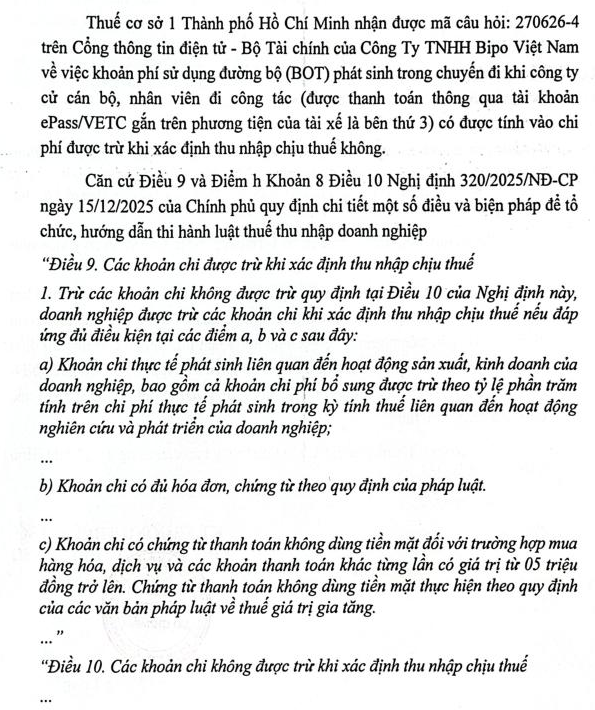 Thuế cơ sở 1 Thành phố Hồ Chí Minh nhận được mã câu hỏi: 270626-4
trên Cổng thông tin điện tử - Bộ Tài chính của Công Ty TNHH Bipo Việt Nam
về việc khoản phí sử dụng đường bộ (BOT) phát sinh trong chuyến đi khi công ty
cử cán bộ, nhân viên đi công tác (được thanh toán thông qua tài khoản
ePass/VETC gắn trên phương tiện của tài xế là bên thứ 3) có được tính vào chi
phí được trừ khi xác định thu nhập chịu thuế không.
Căn cứ Điều 9 và Điểm h Khoản 8 Điều 10 Nghị định 320/2025/NĐ-CP
ngày 15/12/2025 của Chính phủ quy định chi tiết một số điều và biện pháp để tổ
chức, hướng dẫn thi hành luật thuế thu nhập doanh nghiệp
“Điều 9. Các khoản chi được trừ khi xác định thu nhập chịu thuế
1. Trừ các khoản chi không được trừ quy định tại Điều 10 của Nghị định này,
doanh nghiệp được trừ các khoản chi khi xác định thu nhập chịu thuế nếu đáp
ứng đủ điều kiện tại các điểm a, b và c sau đây:
a) Khoản chi thực tế phát sinh liên quan đến hoạt động sản xuất, kinh doanh của
doanh nghiệp, bao gồm cả khoản chi phí bổ sung được trừ theo tỷ lệ phần trăm
tính trên chi phí thực tế phát sinh trong kỳ tính thuế liên quan đến hoạt động
nghiên cứu và phát triển của doanh nghiệp;
...
b) Khoản chi có đủ hóa đơn, chứng từ theo quy định của pháp luật.
...
c) Khoản chi có chứng từ thanh toán không dùng tiền mặt đối với trường hợp mua
hàng hóa, dịch vụ và các khoản thanh toán khác từng lần có giá trị từ 05 triệu
đồng trở lên. Chứng từ thanh toán không dùng tiền mặt thực hiện theo quy định
của các văn bản pháp luật về thuế giá trị gia tăng.
... ”
“Điều 10. Các khoản chi không được trừ khi xác định thu nhập chịu thuế
...